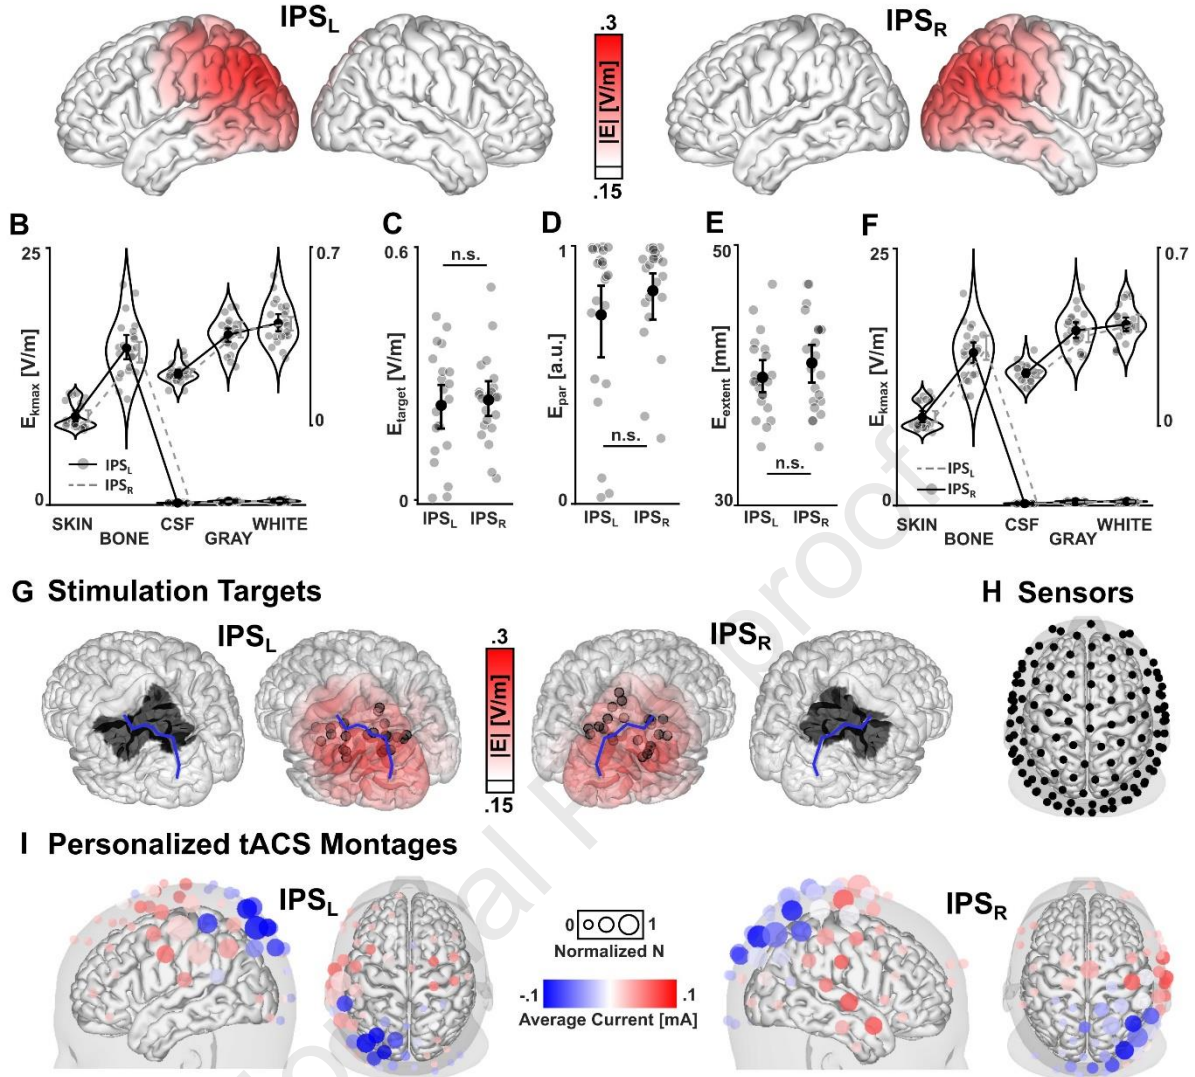 IPSL
.3
|E| [V/m]
.15
IPSR
B
25
Ekmax [V/m]
0
0.7
0
IPSL
IPSR
SKIN
BONE
CSF
GRAY
WHITE
C
0.6
Etarget [V/m]
0
n.s.
IPSL IPSR
D
1
Epar [a.u.]
0
n.s.
IPSL IPSR
E
50
Eextent [mm]
30
n.s.
IPSL IPSR
F
25
Ekmax [V/m]
0
0.7
0
IPSL
IPSR
SKIN
BONE
CSF
GRAY
WHITE
G Stimulation Targets
IPSL
.3
|E| [V/m]
.15
IPSR
H Sensors
I Personalized tACS Montages
IPSL
0 1
Normalized N
-.1 .1
Average Current [mA]
IPSR